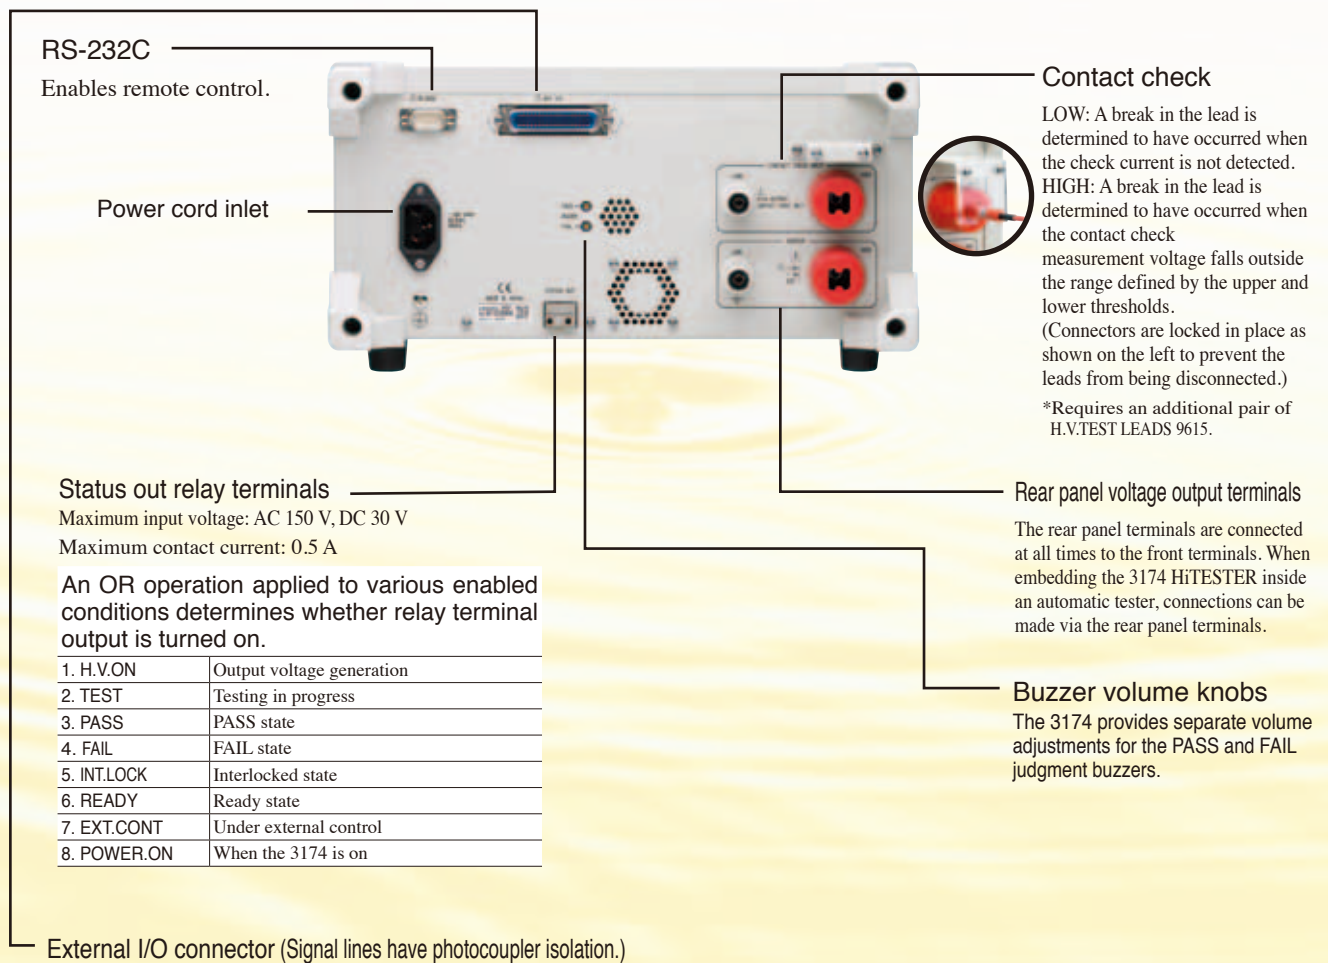 RS-232C
Enables remote control.
Power cord inlet
Contact check
LOW: A break in the lead is
determined to have occurred when
the check current is not detected.
HIGH: A break in the lead is
determined to have occurred when
the contact check
measurement voltage falls outside
the range defined by the upper and
lower thresholds.
(Connectors are locked in place as
shown on the left to prevent the
leads from being disconnected.)
*Requires an additional pair of
H.V.TEST LEADS 9615.
Status out relay terminals
Maximum input voltage: AC 150 V, DC 30 V
Maximum contact current: 0.5 A
An OR operation applied to various enabled
conditions determines whether relay terminal
output is turned on.
1. H.V.ON Output voltage generation
2. TEST Testing in progress
3. PASS PASS state
4. FAIL FAIL state
5. INT.LOCK Interlocked state
6. READY Ready state
7. EXT.CONT Under external control
8. POWER.ON When the 3174 is on
Rear panel voltage output terminals
The rear panel terminals are connected
at all times to the front terminals. When
embedding the 3174 HiTESTER inside
an automatic tester, connections can be
made via the rear panel terminals.
Buzzer volume knobs
The 3174 provides separate volume
adjustments for the PASS and FAIL
judgment buzzers.
External I/O connector (Signal lines have photocoupler isolation.)